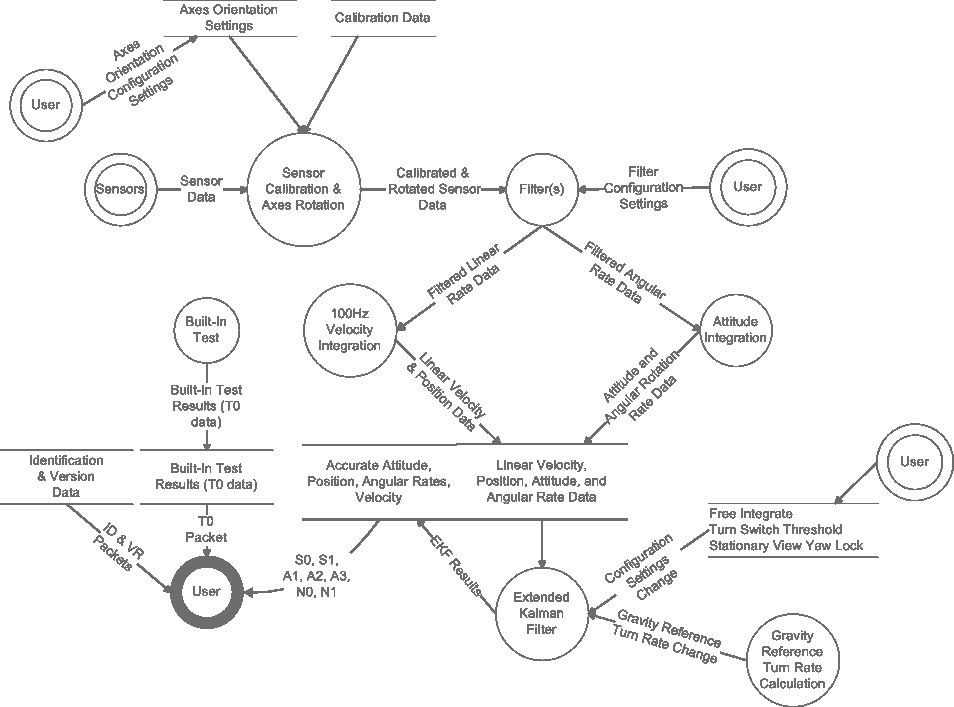 Axes Orientation
Settings
Calibration Data
Axes
Orientation
Configuration
Settings
User
Sensors
Sensor
Data
Sensor
Calibration &
Axes Rotation
Calibrated &
Rotated Sensor
Data
Filter(s)
Filter
Configuration
Settings
User
Filtered Linear
Rate Data
Filtered Angular
Rate Data
100Hz
Velocity
Integration
Attitude
Integration
Built-In
Test
Linear Velocity
& Position Data
Attitude and
Angular Rotation
Rate Data
Built-In Test
Results (T0
data)
Identification
& Version
Data
Built-In Test
Results (T0 data)
Accurate Attitude,
Position, Angular Rates,
Velocity
Linear Velocity,
Position, Attitude, and
Angular Rate Data
User
Free Integrate
Turn Switch Threshold
Stationary View Yaw Lock
ID & VR
Packets
T0
Packet
S0, S1,
A1, A2, A3,
N0, N1
EKF Results
Configuration
Settings
Change
User
Extended
Kalman
Filter
Gravity Reference
Turn Rate Change
Gravity
Reference
Turn Rate
Calculation